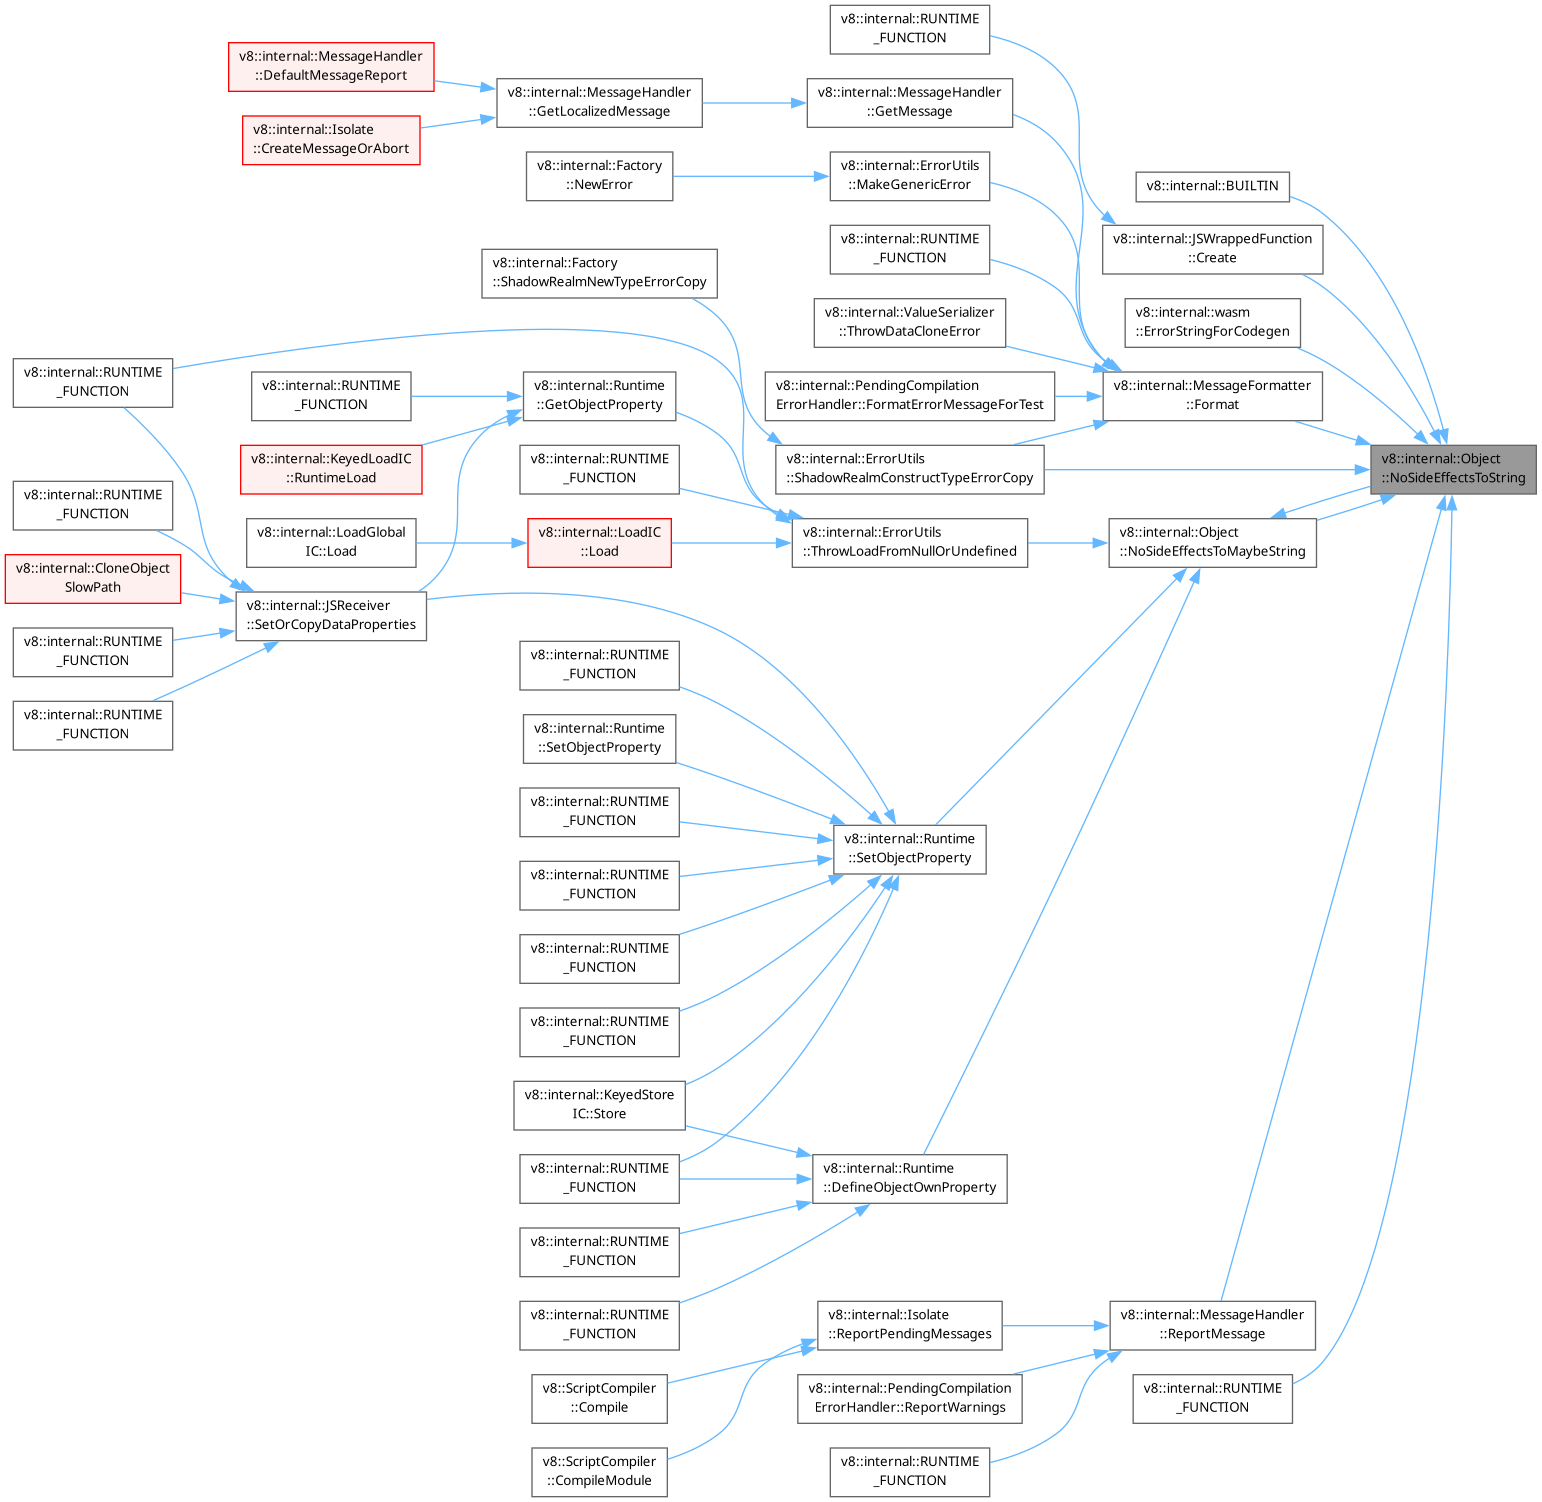 v8::internal::RUNTIME
_FUNCTION
v8::internal::MessageHandler
::DefaultMessageReport
v8::internal::MessageHandler
::GetLocalizedMessage
v8::internal::MessageHandler
::GetMessage
v8::internal::Isolate
::CreateMessageOrAbort
v8::internal::Factory
::NewError
v8::internal::ErrorUtils
::MakeGenericError
v8::internal::BUILTIN
v8::internal::RUNTIME
_FUNCTION
v8::internal::JSWrappedFunction
::Create
v8::internal::Factory
::ShadowRealmNewTypeErrorCopy
v8::internal::ValueSerializer
::ThrowDataCloneError
v8::internal::wasm
::ErrorStringForCodegen
v8::internal::RUNTIME
_FUNCTION
v8::internal::RUNTIME
_FUNCTION
v8::internal::Runtime
::GetObjectProperty
v8::internal::PendingCompilation
ErrorHandler::FormatErrorMessageForTest
v8::internal::MessageFormatter
::Format
v8::internal::KeyedLoadIC
::RuntimeLoad
v8::internal::RUNTIME
_FUNCTION
v8::internal::ErrorUtils
::ShadowRealmConstructTypeErrorCopy
v8::internal::Object
::NoSideEffectsToString
v8::internal::RUNTIME
_FUNCTION
v8::internal::LoadGlobal
IC::Load
v8::internal::LoadIC
::Load
v8::internal::ErrorUtils
::ThrowLoadFromNullOrUndefined
v8::internal::Object
::NoSideEffectsToMaybeString
v8::internal::CloneObject
SlowPath
v8::internal::JSReceiver
::SetOrCopyDataProperties
v8::internal::RUNTIME
_FUNCTION
v8::internal::RUNTIME
_FUNCTION
v8::internal::RUNTIME
_FUNCTION
v8::internal::Runtime
::SetObjectProperty
v8::internal::RUNTIME
_FUNCTION
v8::internal::Runtime
::SetObjectProperty
v8::internal::RUNTIME
_FUNCTION
v8::internal::RUNTIME
_FUNCTION
v8::internal::RUNTIME
_FUNCTION
v8::internal::KeyedStore
IC::Store
v8::internal::RUNTIME
_FUNCTION
v8::internal::Runtime
::DefineObjectOwnProperty
v8::internal::RUNTIME
_FUNCTION
v8::internal::RUNTIME
_FUNCTION
v8::internal::Isolate
::ReportPendingMessages
v8::internal::MessageHandler
::ReportMessage
v8::ScriptCompiler
::Compile
v8::internal::PendingCompilation
ErrorHandler::ReportWarnings
v8::internal::RUNTIME
_FUNCTION
v8::ScriptCompiler
::CompileModule
v8::internal::RUNTIME
_FUNCTION